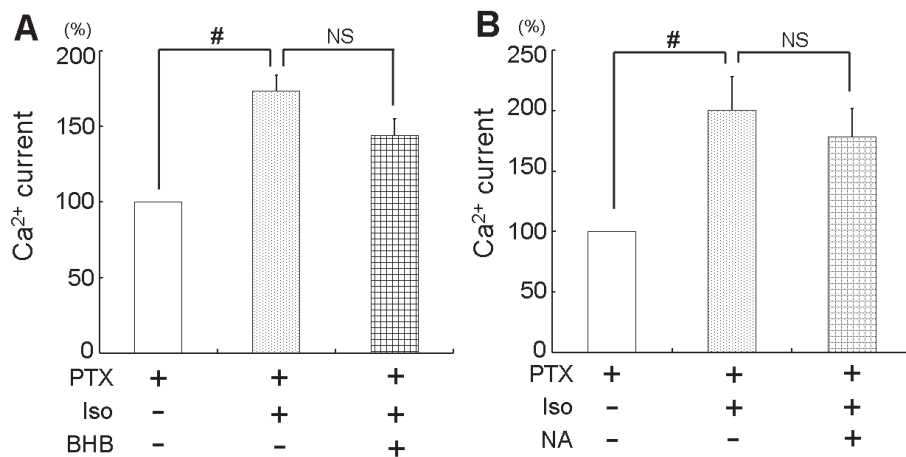 A
(%)
# NS
200
150
100
50
0
Ca2+ current
PTX + + +
Iso - + +
BHB - - +
B
(%)
# NS
250
200
150
100
50
0
Ca2+ current
PTX + + +
Iso - + +
NA - - +